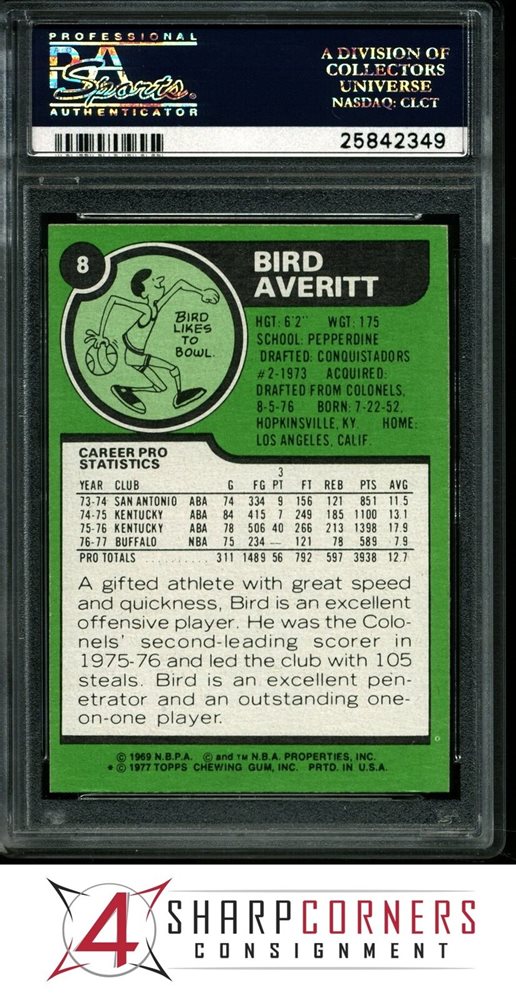 PROFESSIONAL
PSA
Sports.
AUTHENTICATOR
A DIVISION OF
COLLECTORS
UNIVERSE
NASDAQ: CLCT
25842349
8
BIRD
AVERITT
BIRD
LIKES
TO
BOWL.
HGT: 6'2" WGT: 175
SCHOOL: PEPPERDINE
DRAFTED: CONQUISTADORS
#2-1973 ACQUIRED:
DRAFTED FROM COLONELS,
8-5-76 BORN: 7-22-52,
HOPKINSVILLE, KY. HOME:
LOS ANGELES, CALIF.
CAREER PRO
STATISTICS
YEAR CLUB G FG 3 PT FT REB PTS AVG
73-74 SAN ANTONIO ABA 74 334 9 156 121 851 11.5
74-75 KENTUCKY ABA 84 415 7 249 185 1100 13.1
75-76 KENTUCKY ABA 78 506 40 266 213 1398 17.9
76-77 BUFFALO NBA 75 234 — 121 78 589 7.9
PRO TOTALS .......... 311 1489 56 792 597 3938 12.7
A gifted athlete with great speed
and quickness, Bird is an excellent
offensive player. He was the Colo-
nels' second-leading scorer in
1975-76 and led the club with 105
steals. Bird is an excellent pen-
etrator and an outstanding one-
on-one player.
© 1969 N.B.P.A. © and TM N.B.A. PROPERTIES, INC.
* © 1977 TOPPS CHEWING GUM, INC. PRTD. IN U.S.A.
4 SHARPCORNERS
CONSIGNMENT